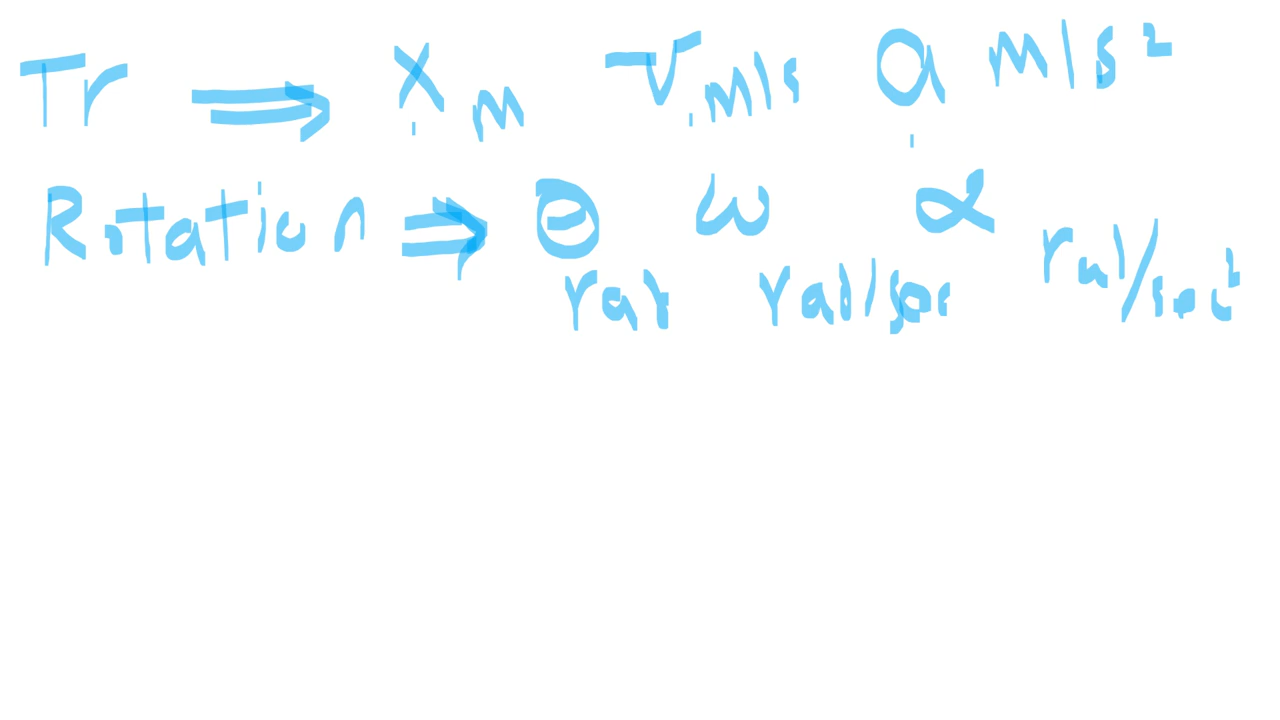 Tr ⇒ x m v m/s a m/s²
Rotation ⇒ θ ω α
rad rad/sec rad/sec²